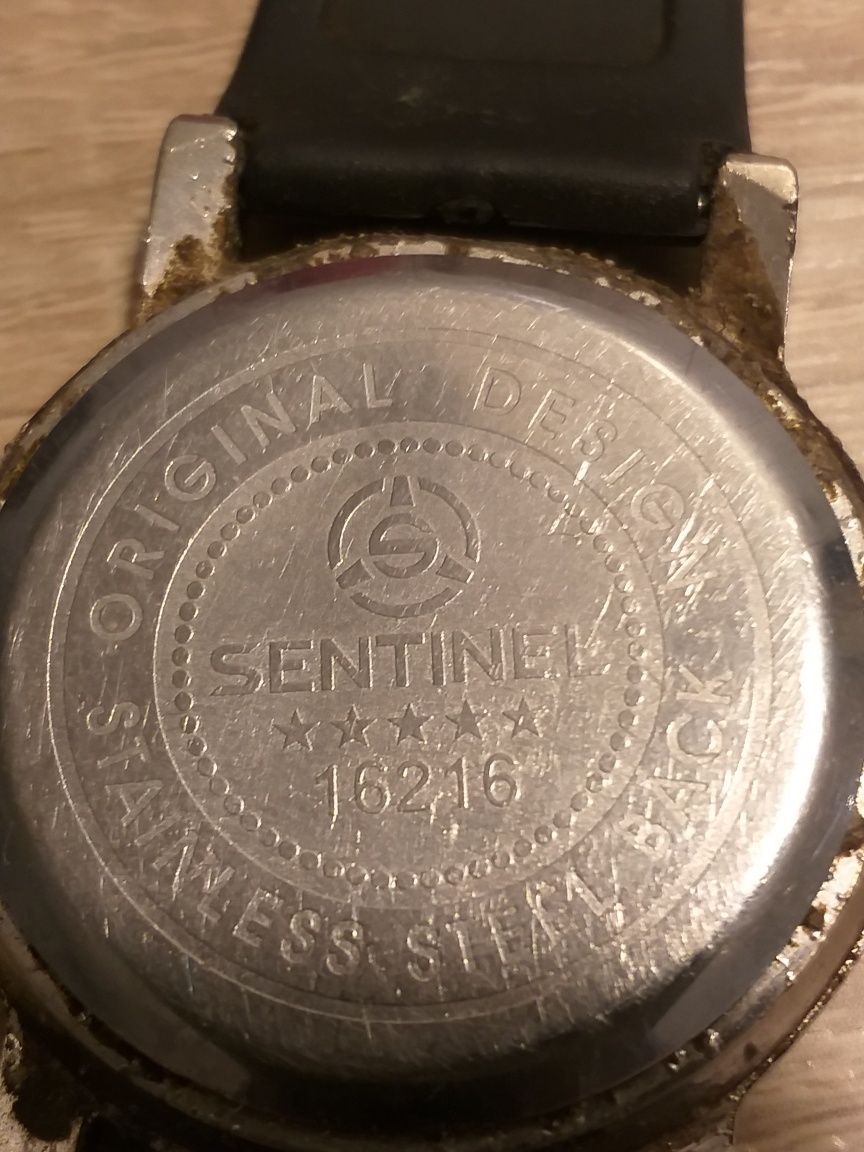 ORIGINAL DESIGN
S
SENTINEL
★★★★★
16216
STAINLESS STEEL BACK